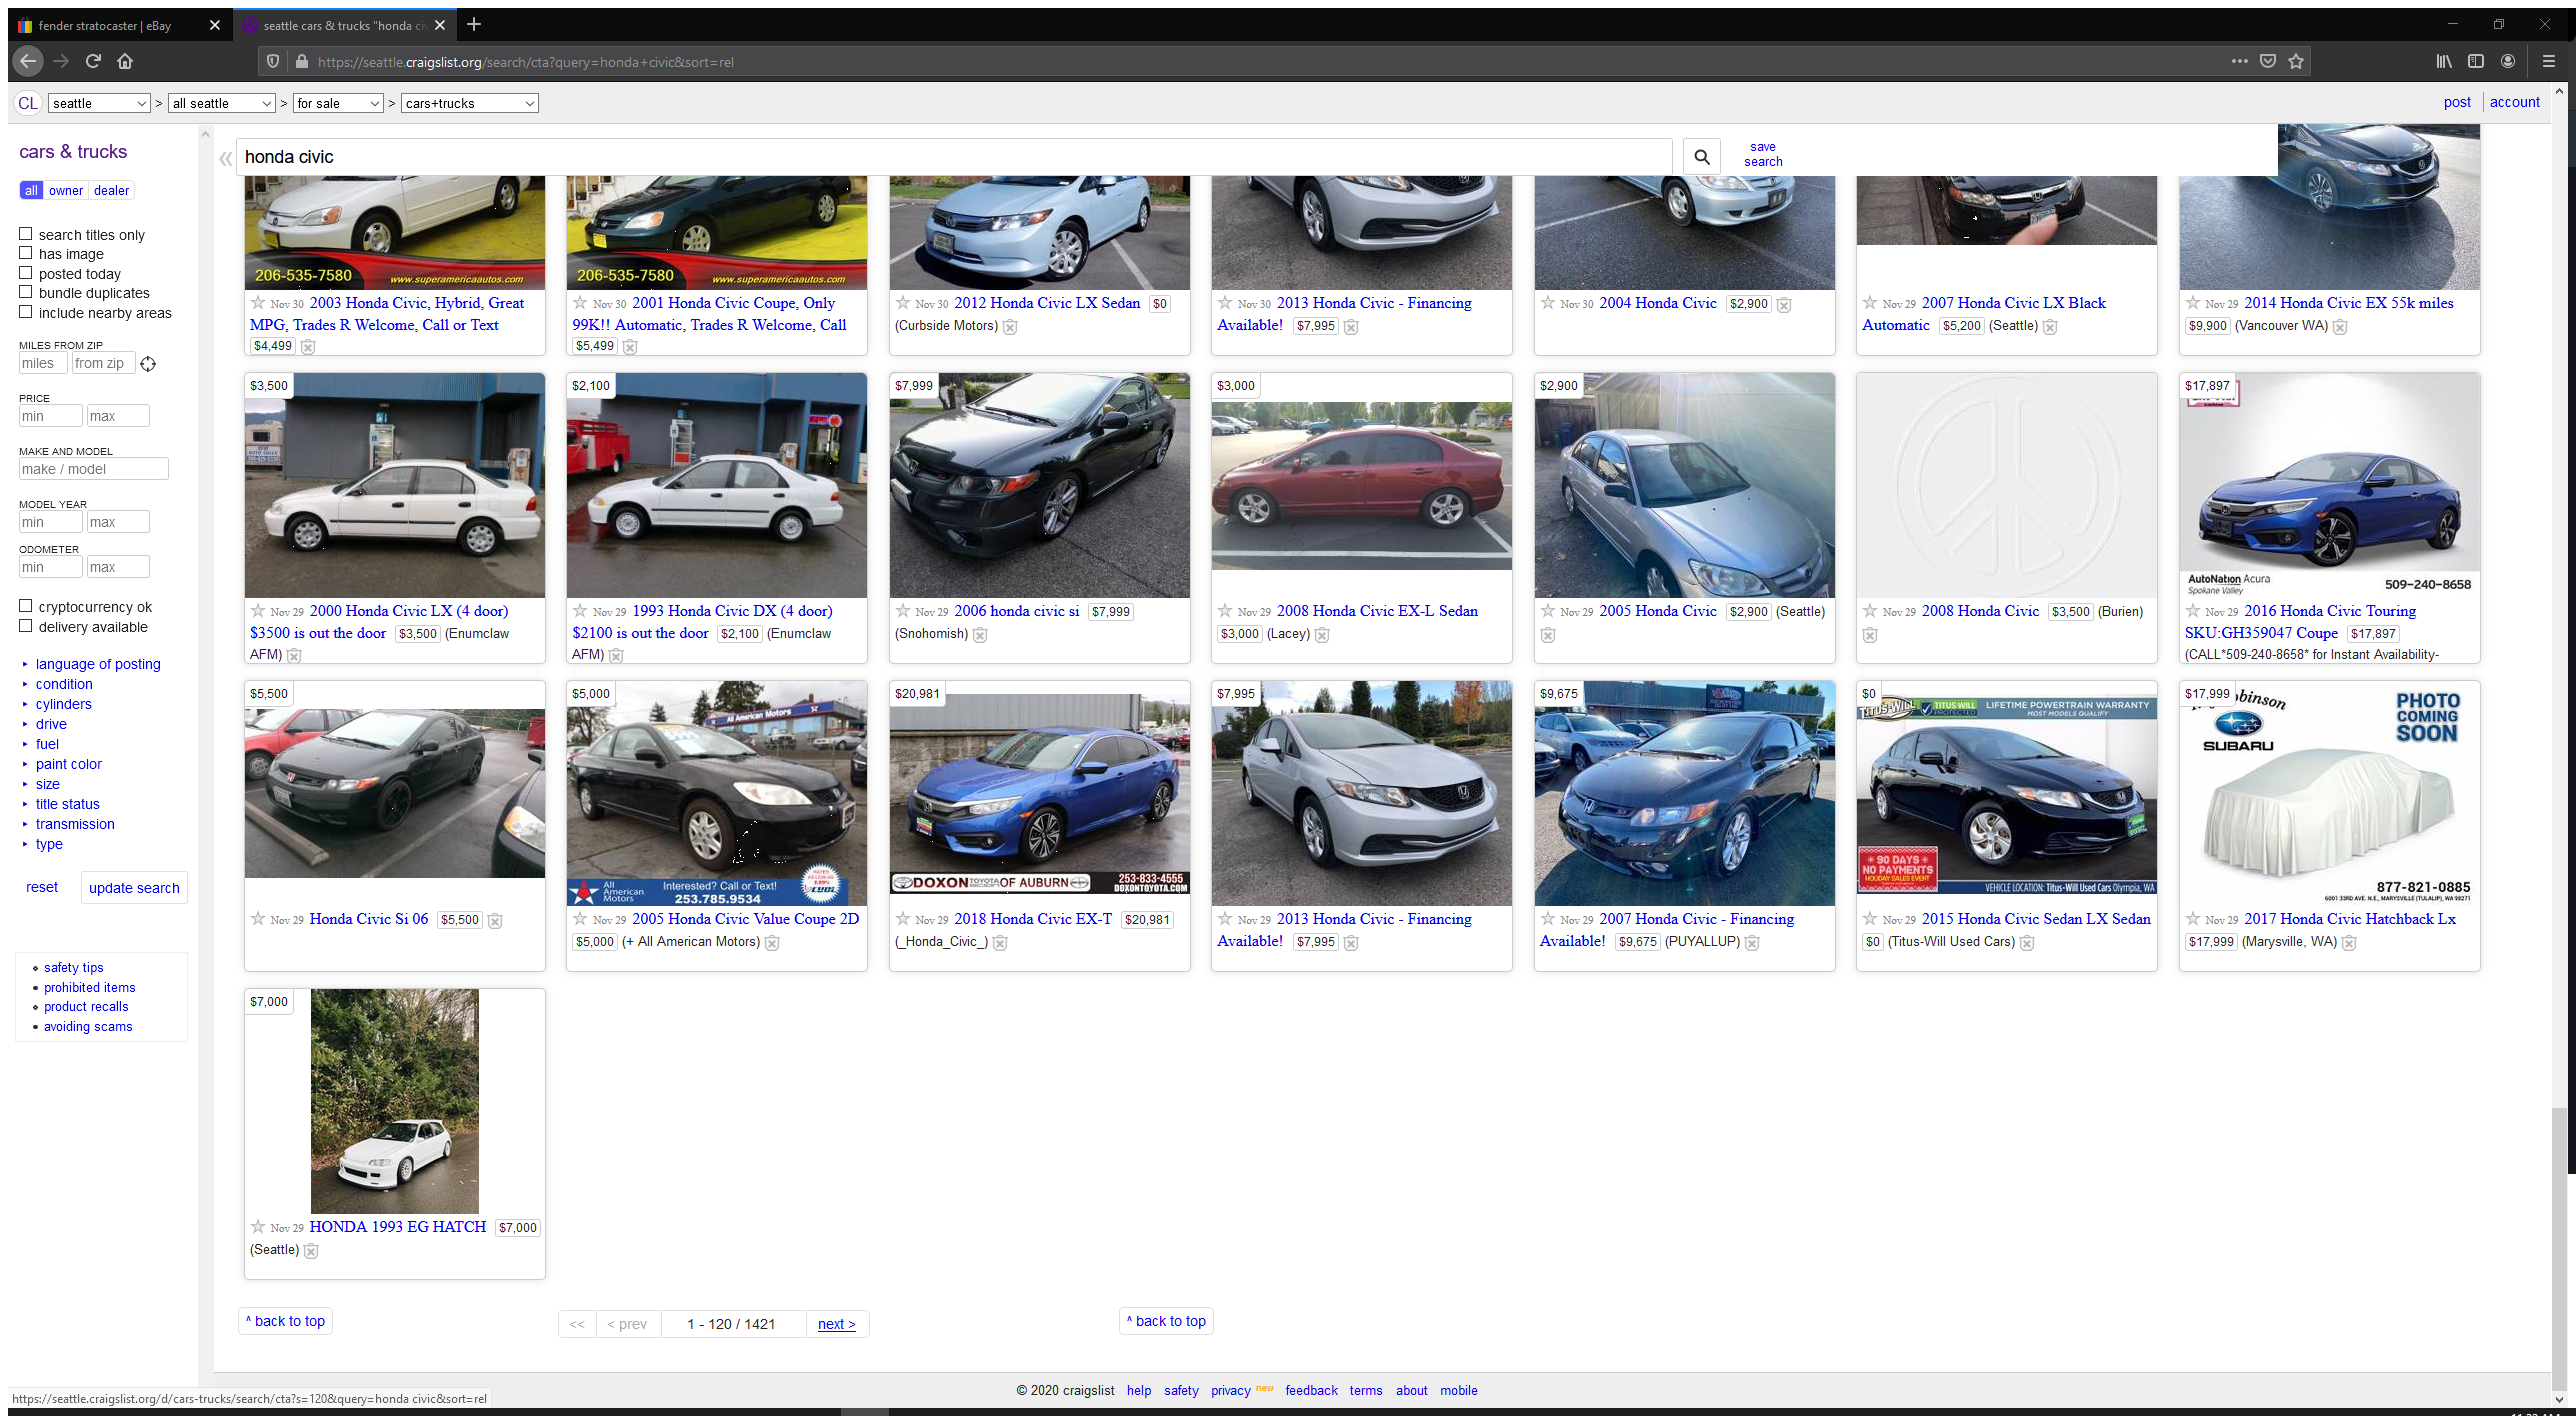 fender stratocaster | eBay
seattle cars & trucks "honda civ
https://seattle.craigslist.org/search/cta?query=honda+civic&sort=rel
CL seattle > all seattle > for sale > cars+trucks
post account
cars & trucks
all owner dealer
search titles only
has image
posted today
bundle duplicates
include nearby areas
MILES FROM ZIP
miles from zip
PRICE
min max
MAKE AND MODEL
make / model
MODEL YEAR
min max
ODOMETER
min max
cryptocurrency ok
delivery available
language of posting
condition
cylinders
drive
fuel
paint color
size
title status
transmission
type
reset update search
safety tips
prohibited items
product recalls
avoiding scams
« honda civic
save
search
206-535-7580 www.superamericaautos.com
Nov 30 2003 Honda Civic, Hybrid, Great
MPG, Trades R Welcome, Call or Text
$4,499
206-535-7580 www.superamericaautos.com
Nov 30 2001 Honda Civic Coupe, Only
99K!! Automatic, Trades R Welcome, Call
$5,499
Nov 30 2012 Honda Civic LX Sedan $0
(Curbside Motors)
Nov 30 2013 Honda Civic - Financing
Available! $7,995
Nov 30 2004 Honda Civic $2,900
Nov 29 2007 Honda Civic LX Black
Automatic $5,200 (Seattle)
Nov 29 2014 Honda Civic EX 55k miles
$9,900 (Vancouver WA)
$3,500
Nov 29 2000 Honda Civic LX (4 door)
$3500 is out the door $3,500 (Enumclaw
AFM)
$2,100
OPEN
Nov 29 1993 Honda Civic DX (4 door)
$2100 is out the door $2,100 (Enumclaw
AFM)
$7,999
Nov 29 2006 honda civic si $7,999
(Snohomish)
$3,000
Nov 29 2008 Honda Civic EX-L Sedan
$3,000 (Lacey)
$2,900
Nov 29 2005 Honda Civic $2,900 (Seattle)
Nov 29 2008 Honda Civic $3,500 (Burien)
$17,897
AutoNation Acura
Spokane Valley
509-240-8658
Nov 29 2016 Honda Civic Touring
SKU:GH359047 Coupe $17,897
(CALL*509-240-8658* for Instant Availability-
$5,500
Nov 29 Honda Civic Si 06 $5,500
$5,000
All American Motors
All
American
Motors
Interested? Call or Text!
253.785.9534
Nov 29 2005 Honda Civic Value Coupe 2D
$5,000 (+ All American Motors)
$20,981
DOXON TOYOTA OF AUBURN
253-833-4555
DOXONTOYOTA.COM
Nov 29 2018 Honda Civic EX-T $20,981
(_Honda_Civic_)
$7,995
Nov 29 2013 Honda Civic - Financing
Available! $7,995
$9,675
Nov 29 2007 Honda Civic - Financing
Available! $9,675 (PUYALLUP)
$0
TITUS-WILL TITUS-WILL LIFETIME POWERTRAIN WARRANTY
MOST MODELS QUALIFY
90 DAYS
NO PAYMENTS
HOLIDAY SALES EVENT
VEHICLE LOCATION: Titus-Will Used Cars Olympia, WA
Nov 29 2015 Honda Civic Sedan LX Sedan
$0 (Titus-Will Used Cars)
$17,999
obinson
SUBARU
PHOTO
COMING
SOON
877-821-0885
6001 33RD AVE. N.E., MARYSVILLE (TULALIP), WA 98271
Nov 29 2017 Honda Civic Hatchback Lx
$17,999 (Marysville, WA)
$7,000
Nov 29 HONDA 1993 EG HATCH $7,000
(Seattle)
^ back to top << < prev 1 - 120 / 1421 next > ^ back to top
© 2020 craigslist help safety privacy new feedback terms about mobile
https://seattle.craigslist.org/d/cars-trucks/search/cta?s=120&query=honda civic&sort=rel